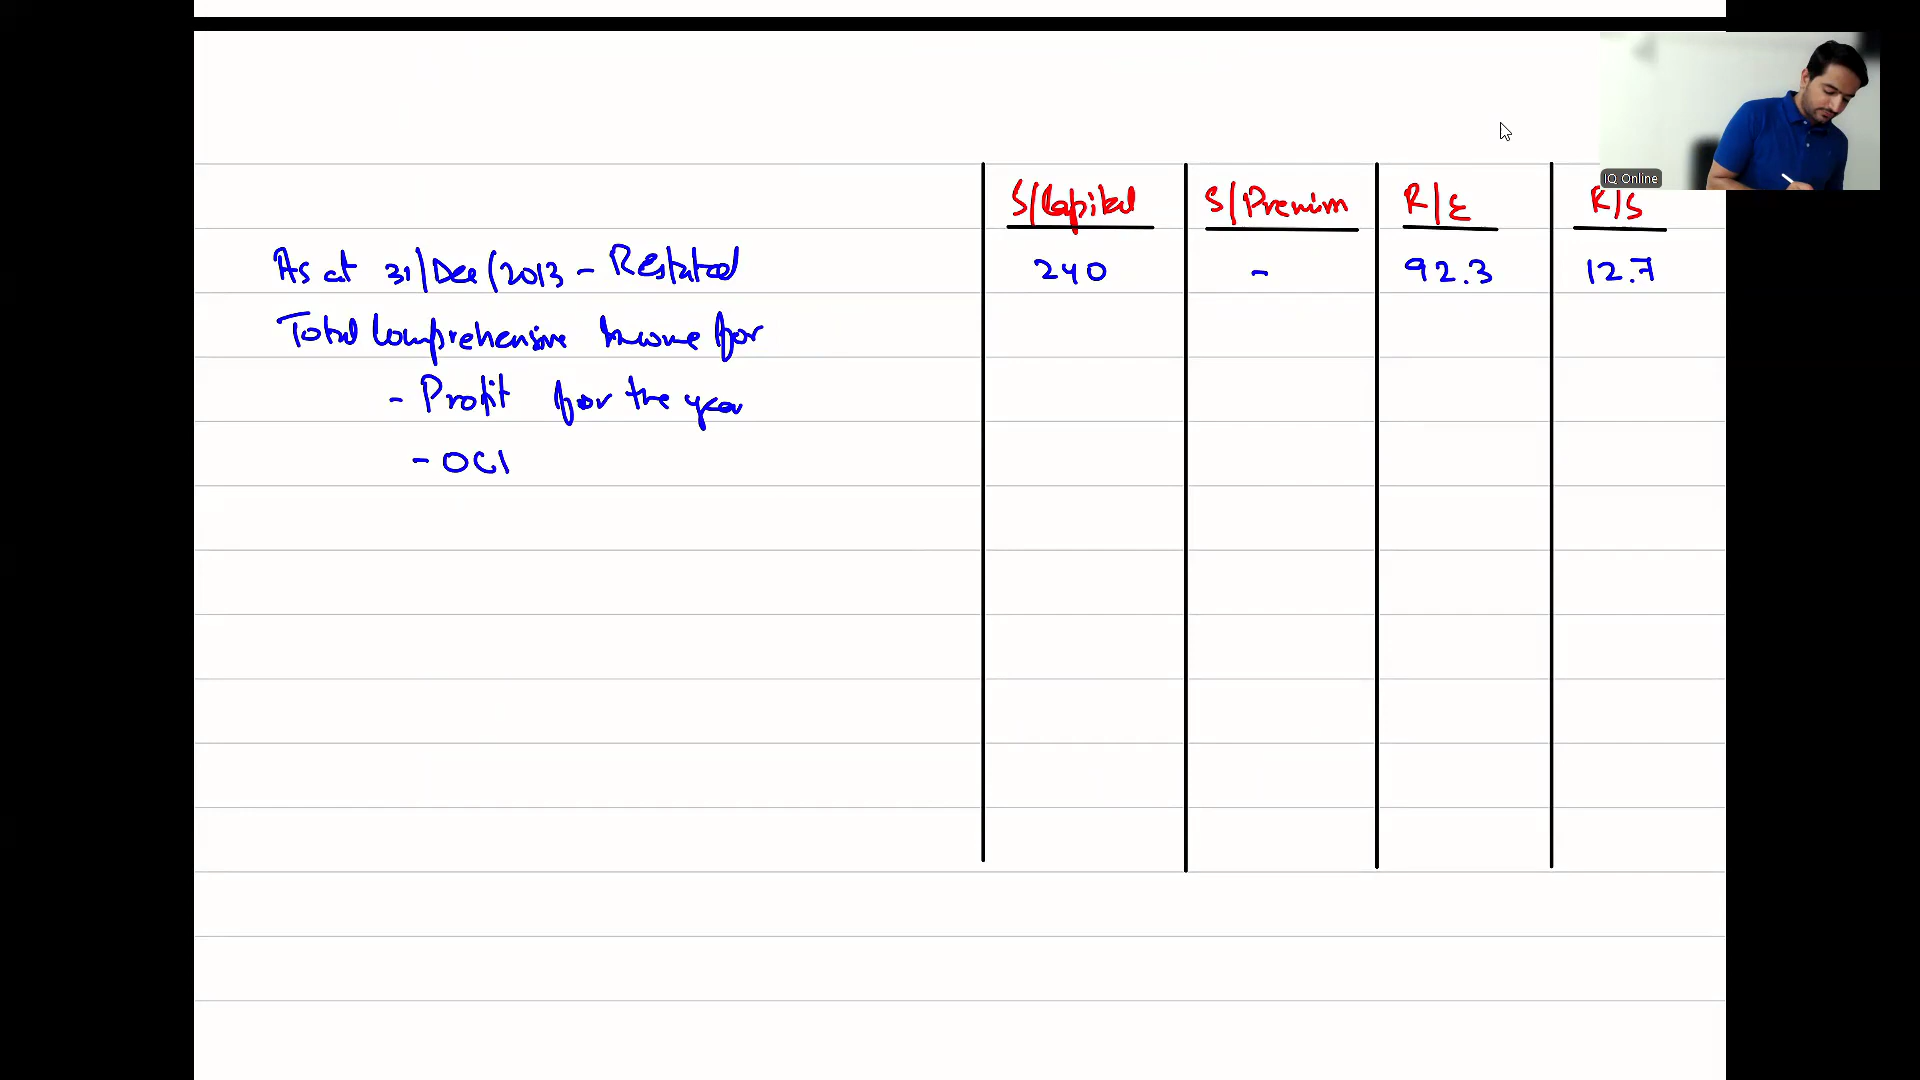 IQ Online
S/Capital S/Premium R/E R/S
As at 31/Dec/2013 - Restated 240 - 92.3 12.7
Total Comprehensive Income for
- Profit for the year
- OCI